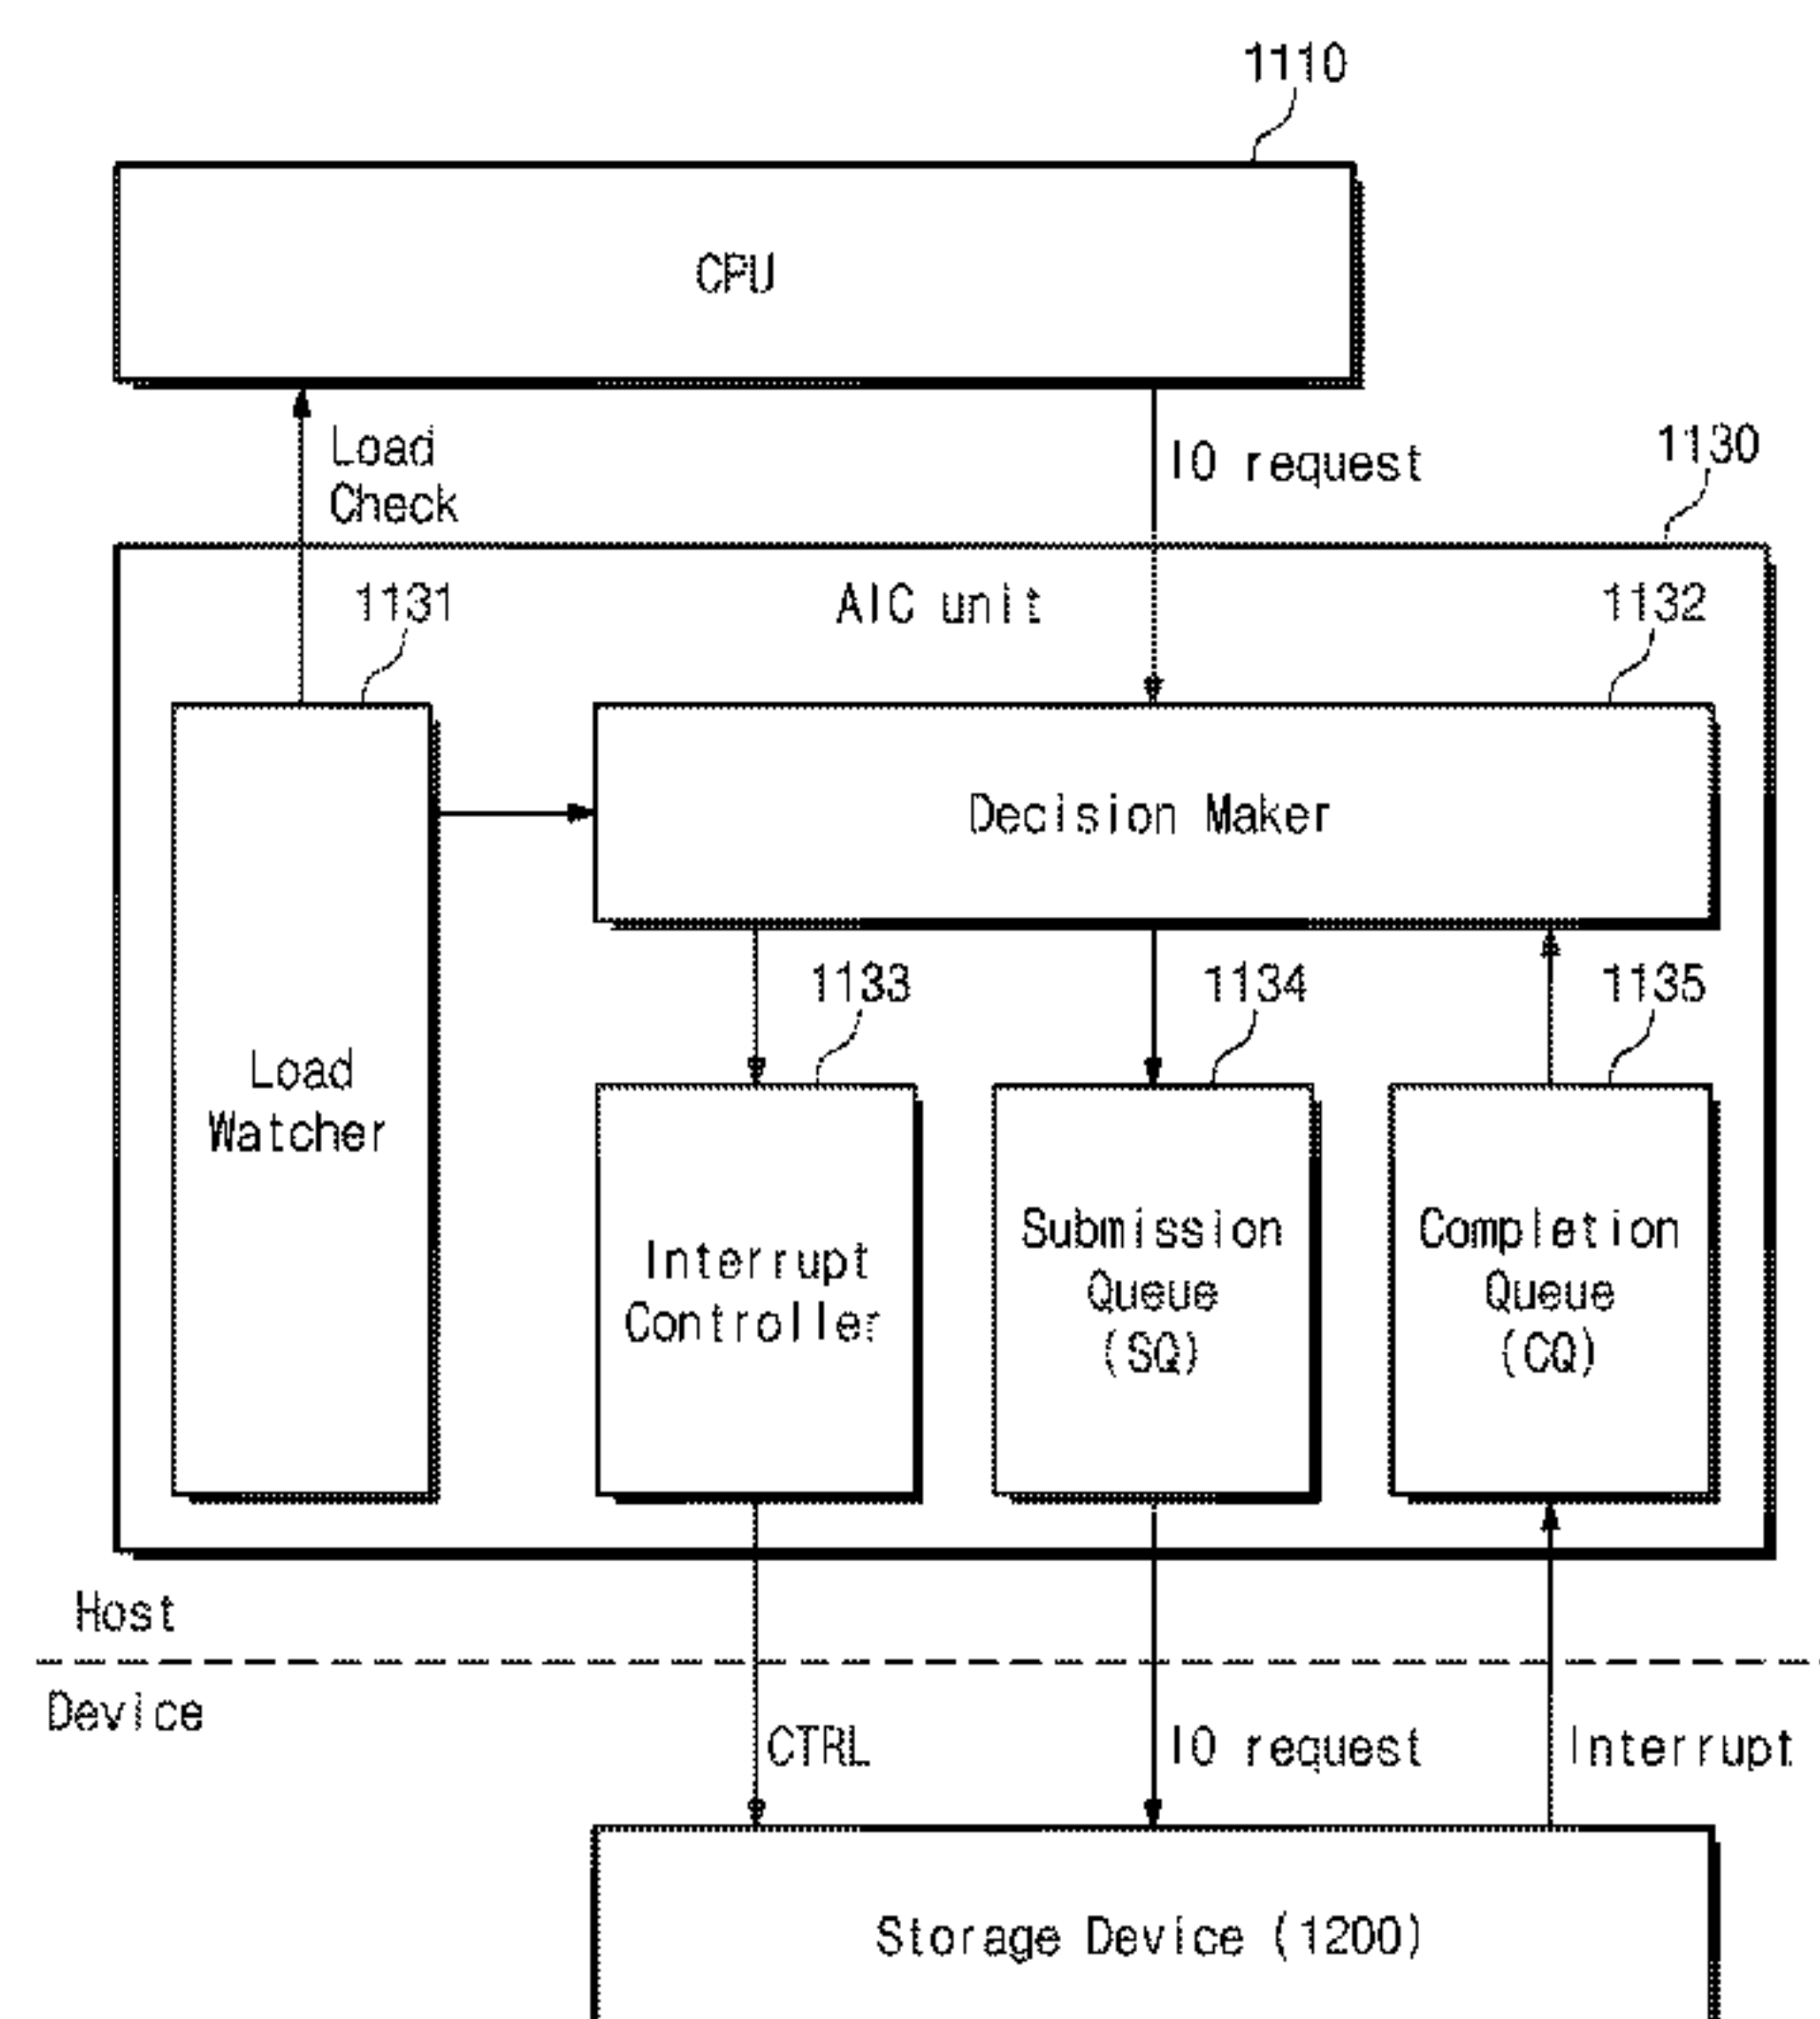 1110
CPU
Load
Check
IO request
1130
AIC unit
1131
1132
Decision Maker
1133
1134
1135
Load
Watcher
Interrupt
Controller
Submission
Queue
(SQ)
Completion
Queue
(CQ)
Host
Device
CTRL
IO request
Interrupt
Storage Device (1200)